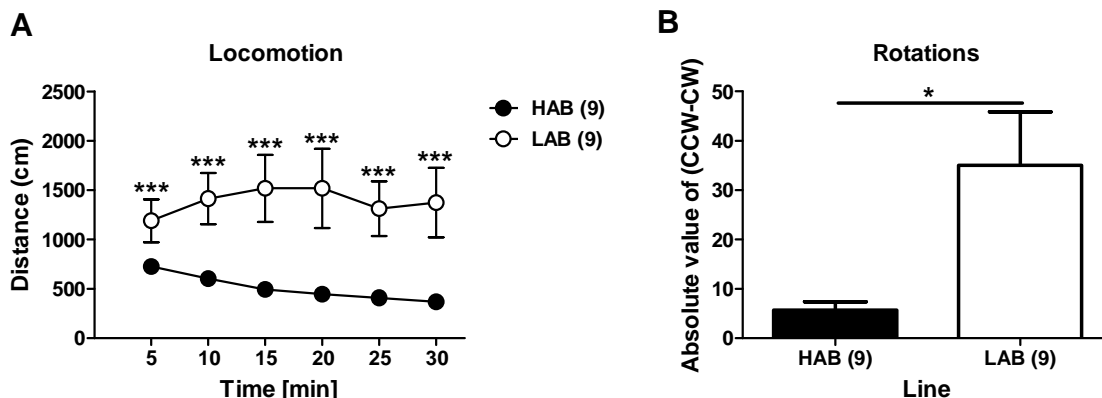 A
Locomotion
Distance (cm)
2500
2000
1500
1000
500
0
*** *** *** *** ***
5 10 15 20 25 30
Time [min]
HAB (9)
LAB (9)
B
Rotations
Absolute value of (CCW-CW)
50
40
30
20
10
0
*
HAB (9) LAB (9)
Line